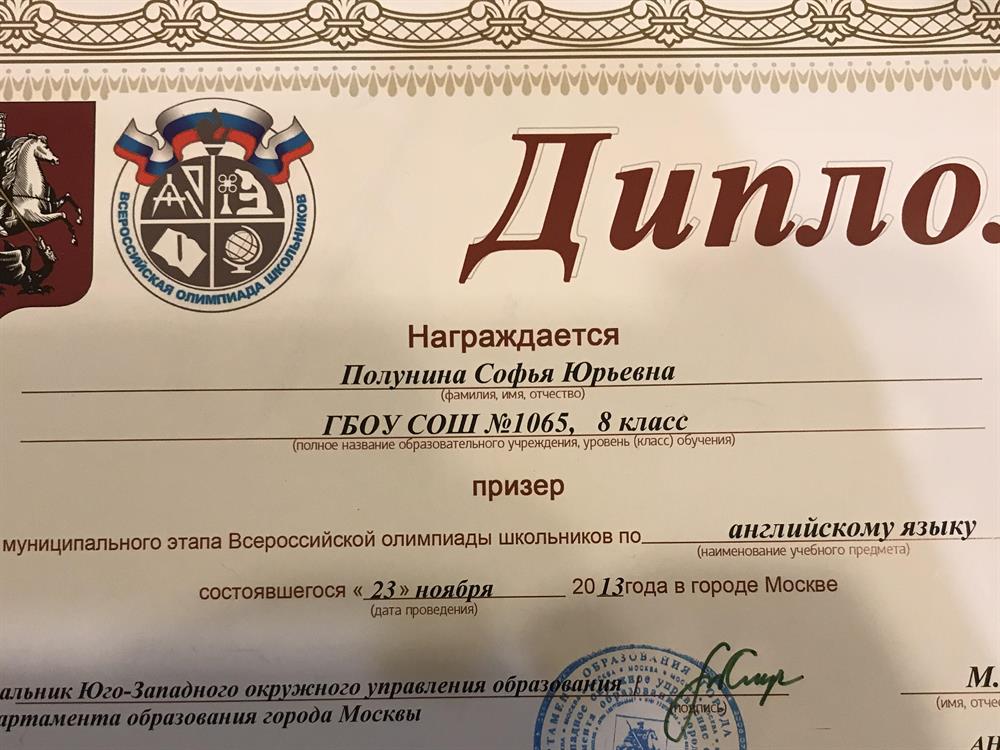 ВСЕРОССИЙСКАЯ ОЛИМПИАДА ШКОЛЬНИКОВ
Дипло
Награждается
Полунина Софья Юрьевна
(фамилия, имя, отчество)
ГБОУ СОШ №1065, 8 класс
(полное название образовательного учреждения, уровень (класс) обучения)
призер
муниципального этапа Всероссийской олимпиады школьников по английскому языку
(наименование учебного предмета)
состоявшегося « 23 » ноября 2013года в городе Москве
(дата проведения)
альник Юго-Западного окружного управления образования
(подпись)
М.
(имя, отчес
артамента образования города Москвы